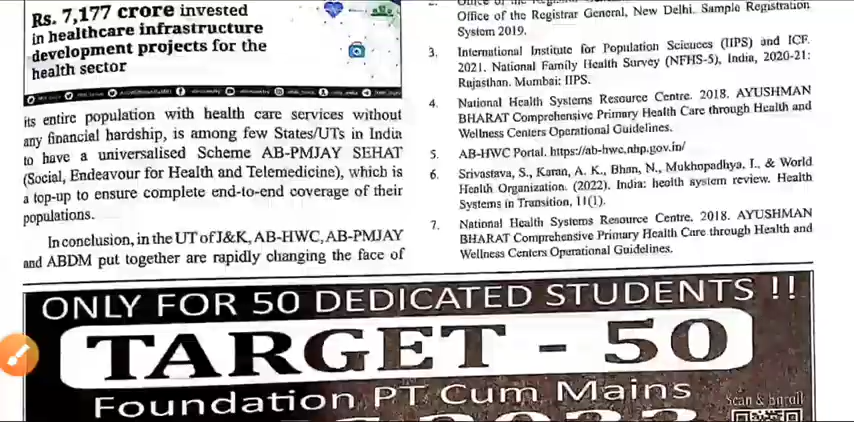 Rs. 7,177 crore invested
in healthcare infrastructure
development projects for the
health sector
its entire population with health care services without
any financial hardship, is among few States/UTs in India
to have a universalised Scheme AB-PMJAY SEHAT
(Social, Endeavour for Health and Telemedicine), which is
a top-up to ensure complete end-to-end coverage of their
populations.
In conclusion, in the UT of J&K, AB-HWC, AB-PMJAY
and ABDM put together are rapidly changing the face of
Office of the Registrar General, New Delhi. Sample Registration
System 2019.
3. International Institute for Population Sciences (IIPS) and ICF.
2021. National Family Health Survey (NFHS-5), India, 2020-21:
Rajasthan. Mumbai: IIPS.
4. National Health Systems Resource Centre. 2018. AYUSHMAN
BHARAT Comprehensive Primary Health Care through Health and
Wellness Centers Operational Guidelines.
5. AB-HWC Portal. https://ab-hwc.nhp.gov.in/
6. Srivastava, S., Karan, A. K., Bhan, N., Mukhopadhya, I., & World
Health Organization. (2022). India: health system review. Health
Systems in Transition, 11(1).
7. National Health Systems Resource Centre. 2018. AYUSHMAN
BHARAT Comprehensive Primary Health Care through Health and
Wellness Centers Operational Guidelines.
ONLY FOR 50 DEDICATED STUDENTS !!
TARGET - 50
Foundation PT Cum Mains
Scan & Enroll